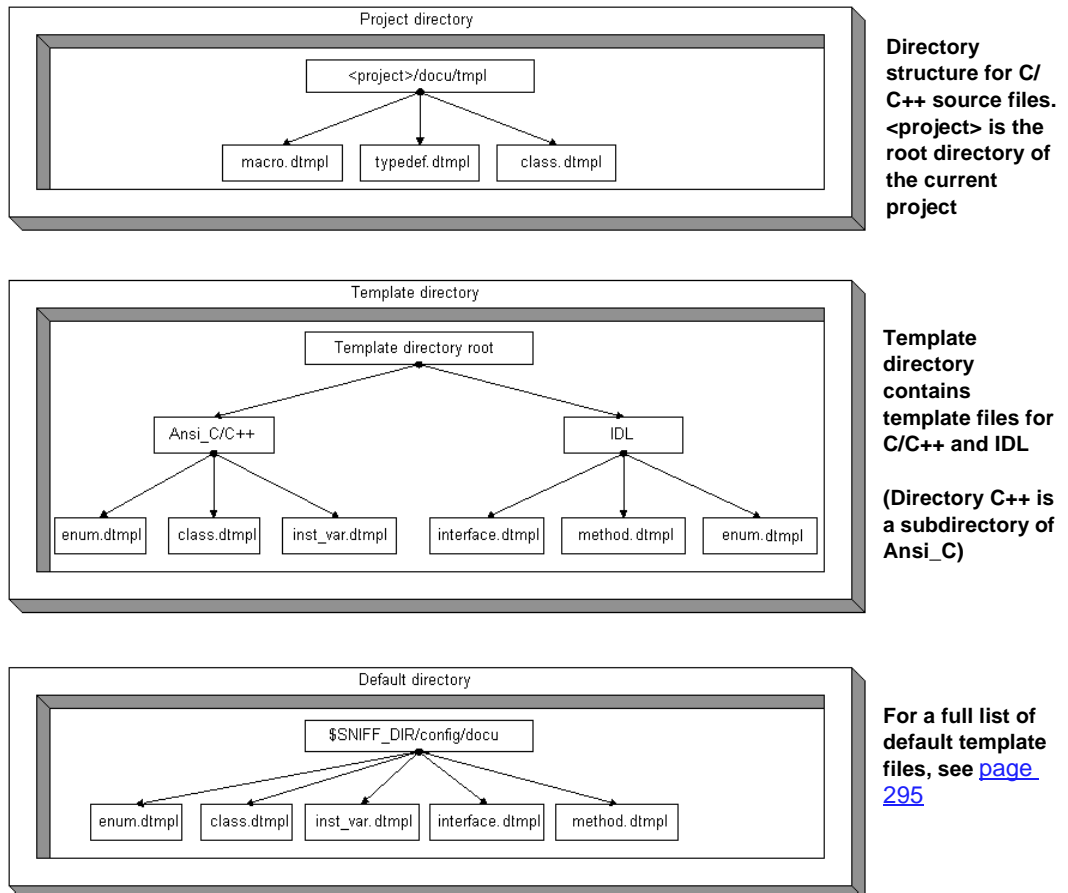 Project directory
<project>/docu/tmpl
macro.dtmpl
typedef.dtmpl
class.dtmpl
Directory
structure for C/
C++ source files.
<project> is the
root directory of
the current
project
Template directory
Template directory root
Ansi_C/C++
IDL
enum.dtmpl
class.dtmpl
inst_var.dtmpl
interface.dtmpl
method.dtmpl
enum.dtmpl
Template
directory
contains
template files for
C/C++ and IDL
(Directory C++ is
a subdirectory of
Ansi_C)
Default directory
$SNIFF_DIR/config/docu
enum.dtmpl
class.dtmpl
inst_var.dtmpl
interface.dtmpl
method.dtmpl
For a full list of
default template
files, see page
295